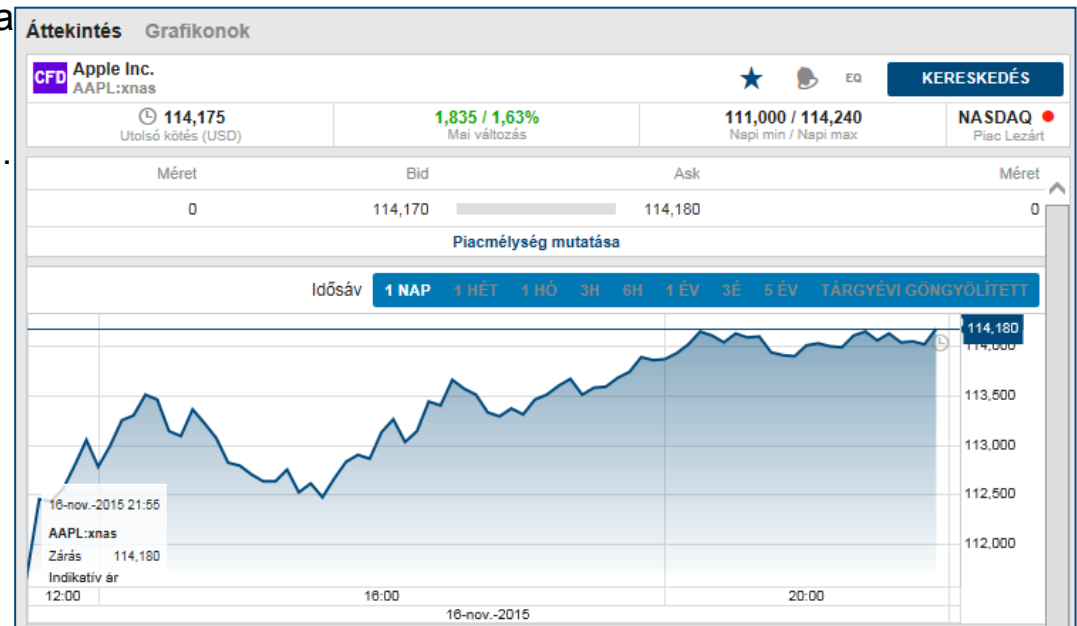 a
Áttekintés Grafikonok
CFD Apple Inc.
AAPL:xnas
EQ KERESKEDÉS
114,175 1,835 / 1,63% 111,000 / 114,240 NASDAQ
Utolsó kötés (USD) Mai változás Napi min / Napi max Piac Lezárt
.
Méret Bid Ask Méret
0 114,170 114,180 0
Piacmélység mutatása
Idősáv 1 NAP 1 HÉT 1 HÓ 3H 6H 1 ÉV 3É 5 ÉV TÁRGYÉVI GÖNGYÖLÍTETT
114,180
114,000
113,500
113,000
112,500
112,000
16-nov.-2015 21:55
AAPL:xnas
Zárás 114,180
Indikatív ár
12:00 16:00 20:00
16-nov.-2015